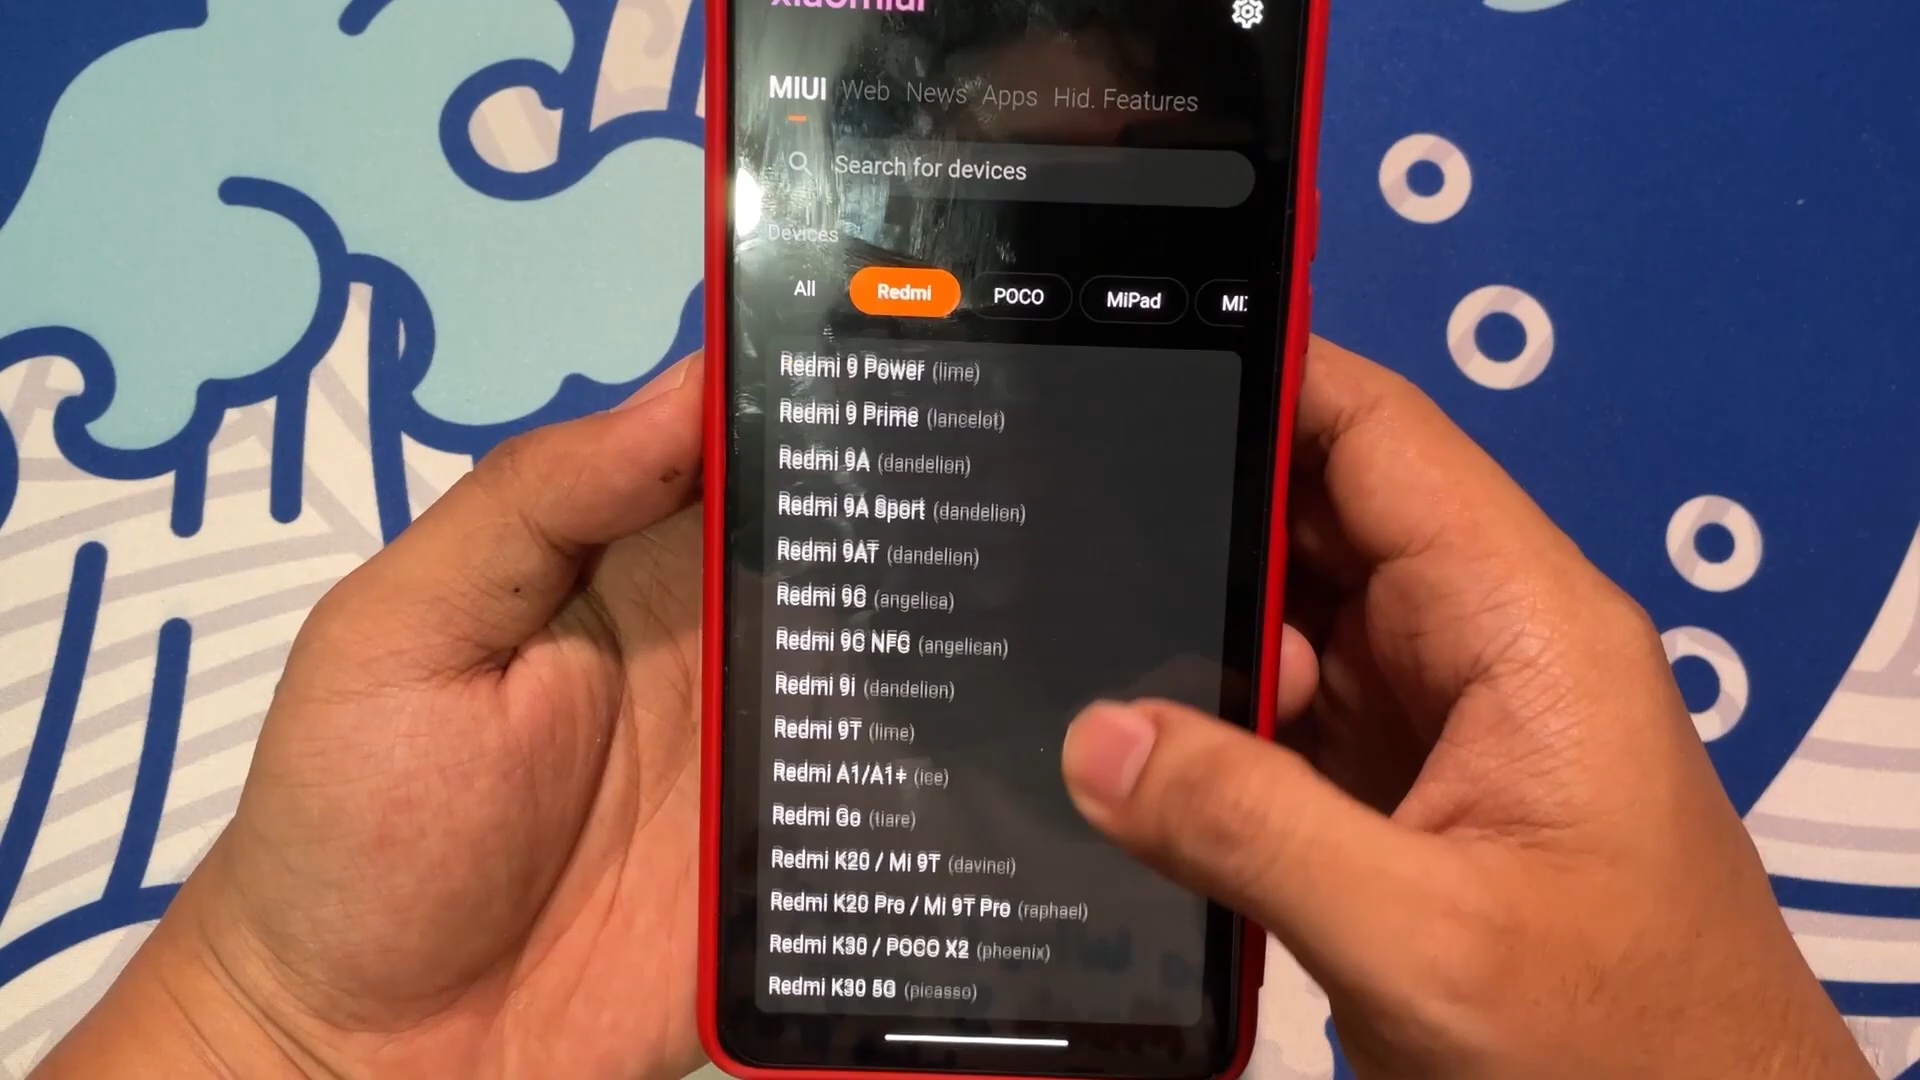 xiaomiui
MIUI Web News Apps Hid. Features
Search for devices
Devices
All Redmi POCO MiPad MI
Redmi 9 Power (lime)
Redmi 9 Prime (lancelot)
Redmi 9A (dandelion)
Redmi 9A Sport (dandelion)
Redmi 9AT (dandelion)
Redmi 9C (angelica)
Redmi 9C NFC (angelican)
Redmi 9i (dandelion)
Redmi 9T (lime)
Redmi A1/A1+ (ice)
Redmi Go (tiare)
Redmi K20 / Mi 9T (davinci)
Redmi K20 Pro / Mi 9T Pro (raphael)
Redmi K30 / POCO X2 (phoenix)
Redmi K30 5G (picasso)